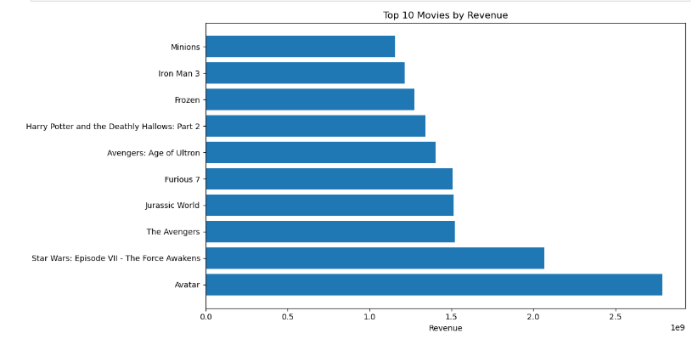 Top 10 Movies by Revenue
Minions
Iron Man 3
Frozen
Harry Potter and the Deathly Hallows: Part 2
Avengers: Age of Ultron
Furious 7
Jurassic World
The Avengers
Star Wars: Episode VII - The Force Awakens
Avatar
0.0 0.5 1.0 1.5 2.0 2.5
1e9
Revenue